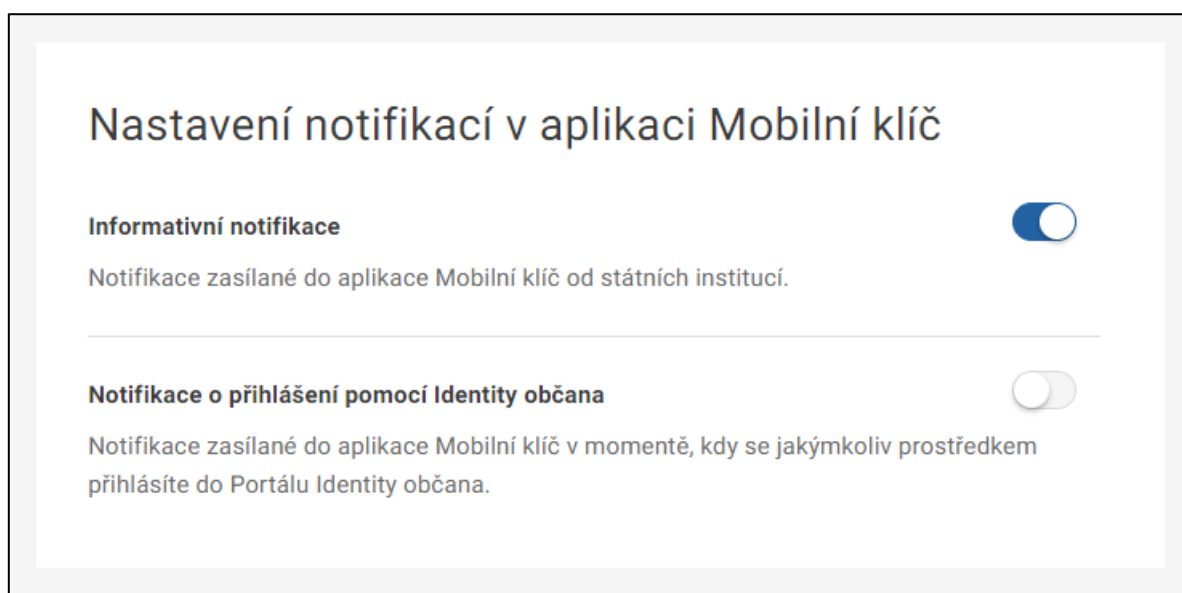 Nastavení notifikací v aplikaci Mobilní klíč
Informativní notifikace
Notifikace zasílané do aplikace Mobilní klíč od státních institucí.
Notifikace o přihlášení pomocí Identity občana
Notifikace zasílané do aplikace Mobilní klíč v momentě, kdy se jakýmkoliv prostředkem
přihlásíte do Portálu Identity občana.